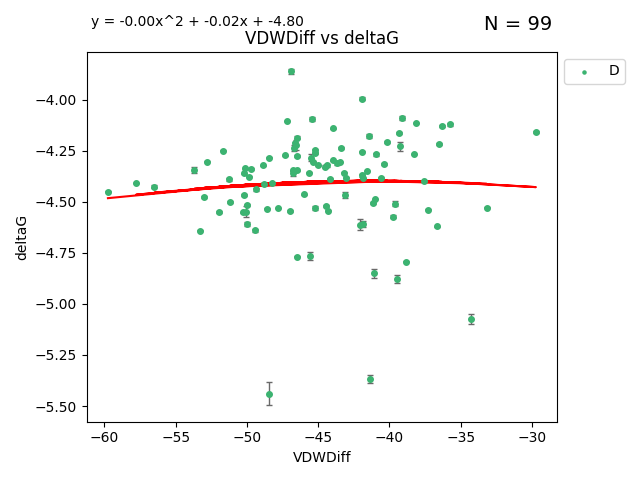 y = -0.00x^2 + -0.02x + -4.80
N = 99
VDWDiff vs deltaG
D
−4.00
−4.25
−4.50
−4.75
−5.00
−5.25
−5.50
deltaG
−60 −55 −50 −45 −40 −35 −30
VDWDiff